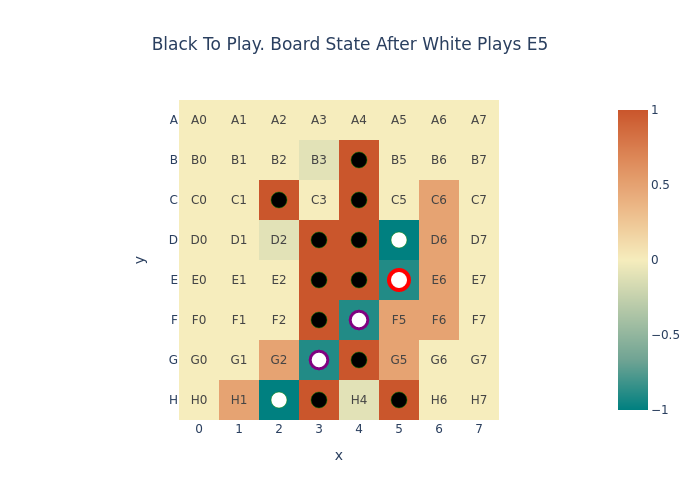 Black To Play. Board State After White Plays E5
A A0 A1 A2 A3 A4 A5 A6 A7
B B0 B1 B2 B3 B5 B6 B7
C C0 C1 C3 C5 C6 C7
D D0 D1 D2 D6 D7
E E0 E1 E2 E6 E7
F F0 F1 F2 F5 F6 F7
G G0 G1 G2 G5 G6 G7
H H0 H1 H4 H6 H7
0 1 2 3 4 5 6 7
x
y
1
0.5
0
−0.5
−1